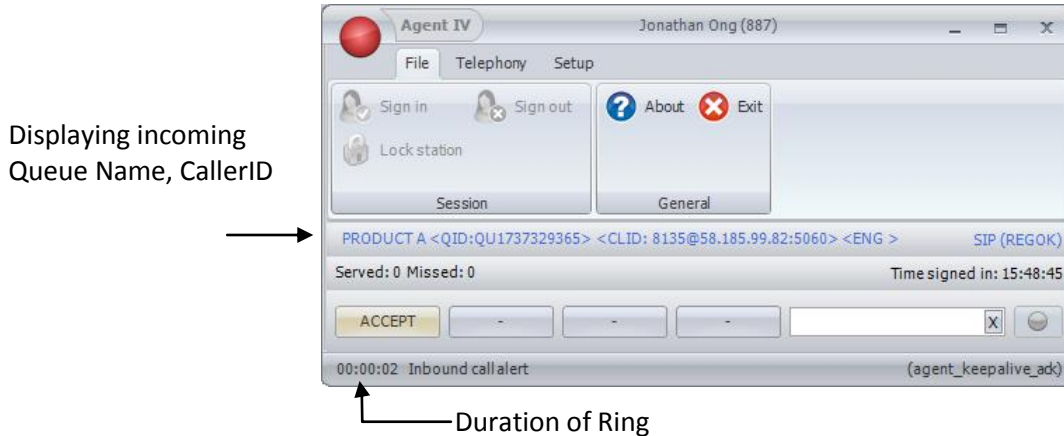 Agent IV
Jonathan Ong (887)
File Telephony Setup
Sign in Sign out About Exit
Lock station
Session General
Displaying incoming
Queue Name, CallerID
PRODUCT A <QID:QU1737329365> <CLID: 8135@58.185.99.82:5060> <ENG > SIP (REGOK)
Served: 0 Missed: 0 Time signed in: 15:48:45
ACCEPT - - - X
00:00:02 Inbound call alert (agent_keepalive_ack)
Duration of Ring